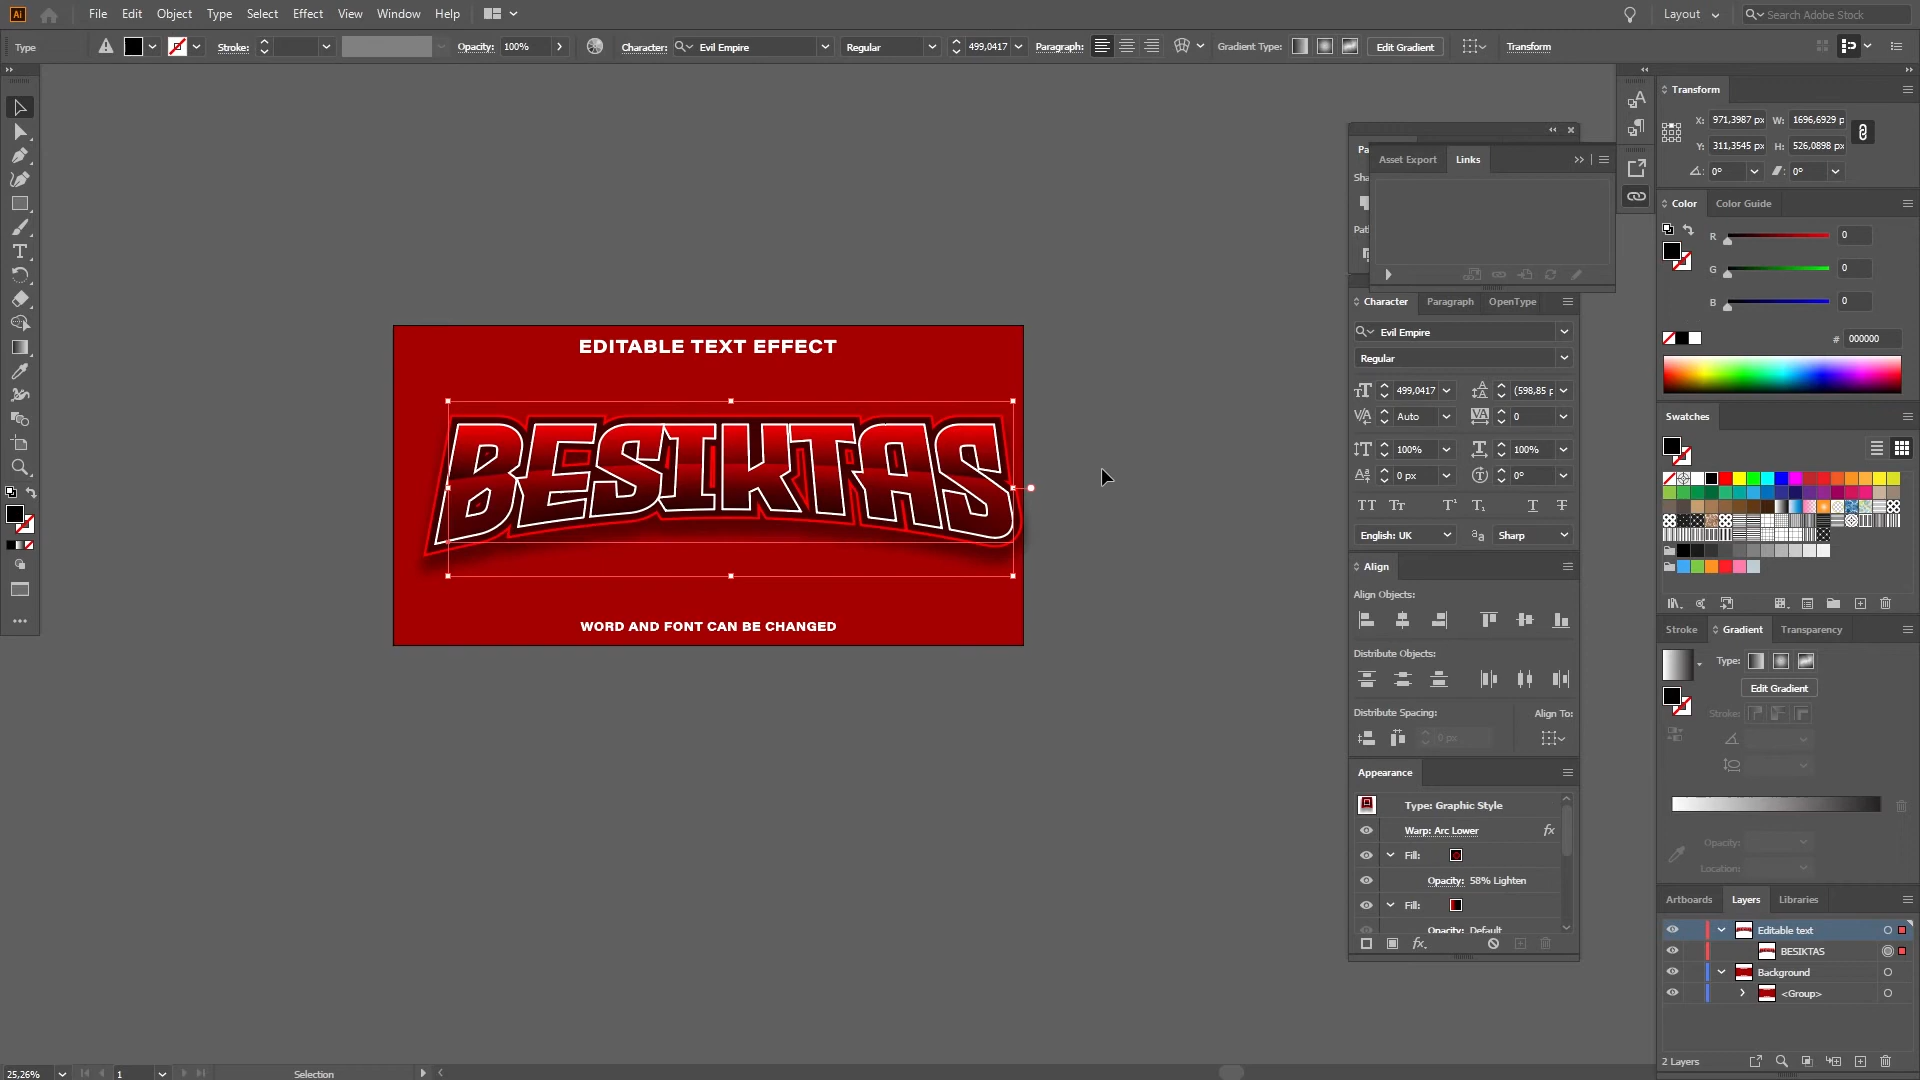 Ai File Edit Object Type Select Effect View Window Help Layout Search Adobe Stock
Type Stroke: Opacity: 100% Character: Evil Empire Regular 499,0417 Paragraph: Gradient Type: Edit Gradient Transform
Transform
X: 971,3987 px W: 1696,6929 p
Y: 311,3545 px H: 526,0898 px
0° 0°
Asset Export Links
Color Color Guide
R 0
G 0
B 0
# 000000
Character Paragraph OpenType
Evil Empire
Regular
499,0417 (598,85 p
Auto 0
100% 100%
0 px 0°
English: UK Sharp
Align
Align Objects:
Distribute Objects:
Distribute Spacing: Align To:
0 px
Appearance
Type: Graphic Style
Warp: Arc Lower fx
Fill:
Opacity: 58% Lighten
Fill:
Opacity: Default
fx.
Swatches
Stroke Gradient Transparency
Type:
Edit Gradient
Stroke:
Opacity:
Location:
Artboards Layers Libraries
Editable text
BESIKTAS
Background
<Group>
2 Layers
EDITABLE TEXT EFFECT
BESIKTAS
WORD AND FONT CAN BE CHANGED
25,26% 1 Selection